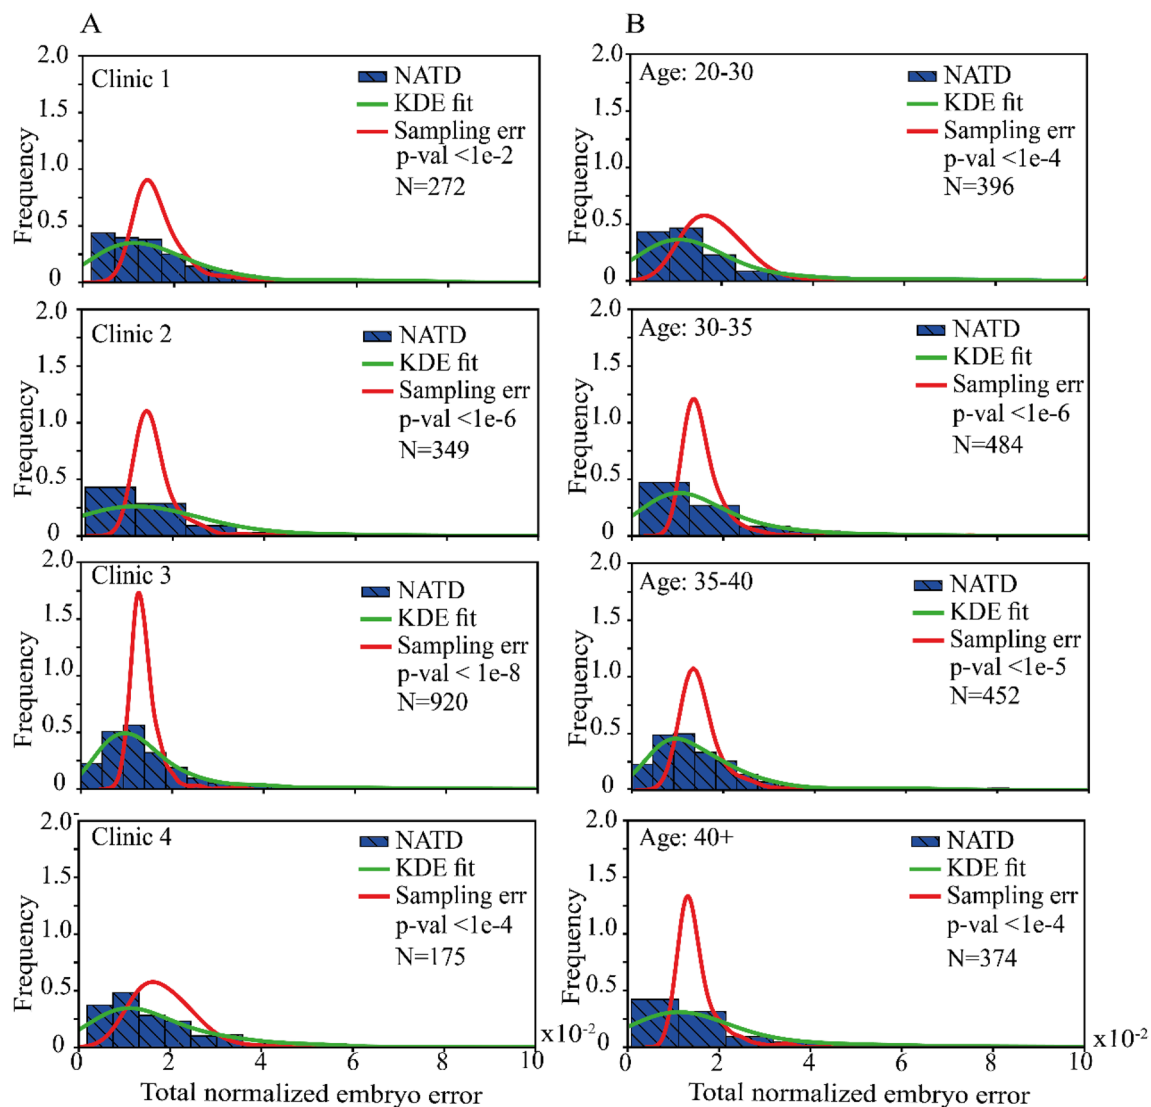 A
2.0
1.5
1.0
0.5
0
Frequency
Clinic 1
NATD
KDE fit
Sampling err
p-val <1e-2
N=272
2.0
1.5
1.0
0.5
0
Frequency
Clinic 2
NATD
KDE fit
Sampling err
p-val <1e-6
N=349
2.0
1.5
1.0
0.5
0
Frequency
Clinic 3
NATD
KDE fit
Sampling err
p-val < 1e-8
N=920
2.0
1.5
1.0
0.5
0
Frequency
Clinic 4
NATD
KDE fit
Sampling err
p-val <1e-4
N=175
0 2 4 6 8 10
x10-2
Total normalized embryo error
B
2.0
1.5
1.0
0.5
0
Frequency
Age: 20-30
NATD
KDE fit
Sampling err
p-val <1e-4
N=396
2.0
1.5
1.0
0.5
0
Frequency
Age: 30-35
NATD
KDE fit
Sampling err
p-val <1e-6
N=484
2.0
1.5
1.0
0.5
0
Frequency
Age: 35-40
NATD
KDE fit
Sampling err
p-val <1e-5
N=452
2.0
1.5
1.0
0.5
0
Frequency
Age: 40+
NATD
KDE fit
Sampling err
p-val <1e-4
N=374
0 2 4 6 8 10
x10-2
Total normalized embryo error